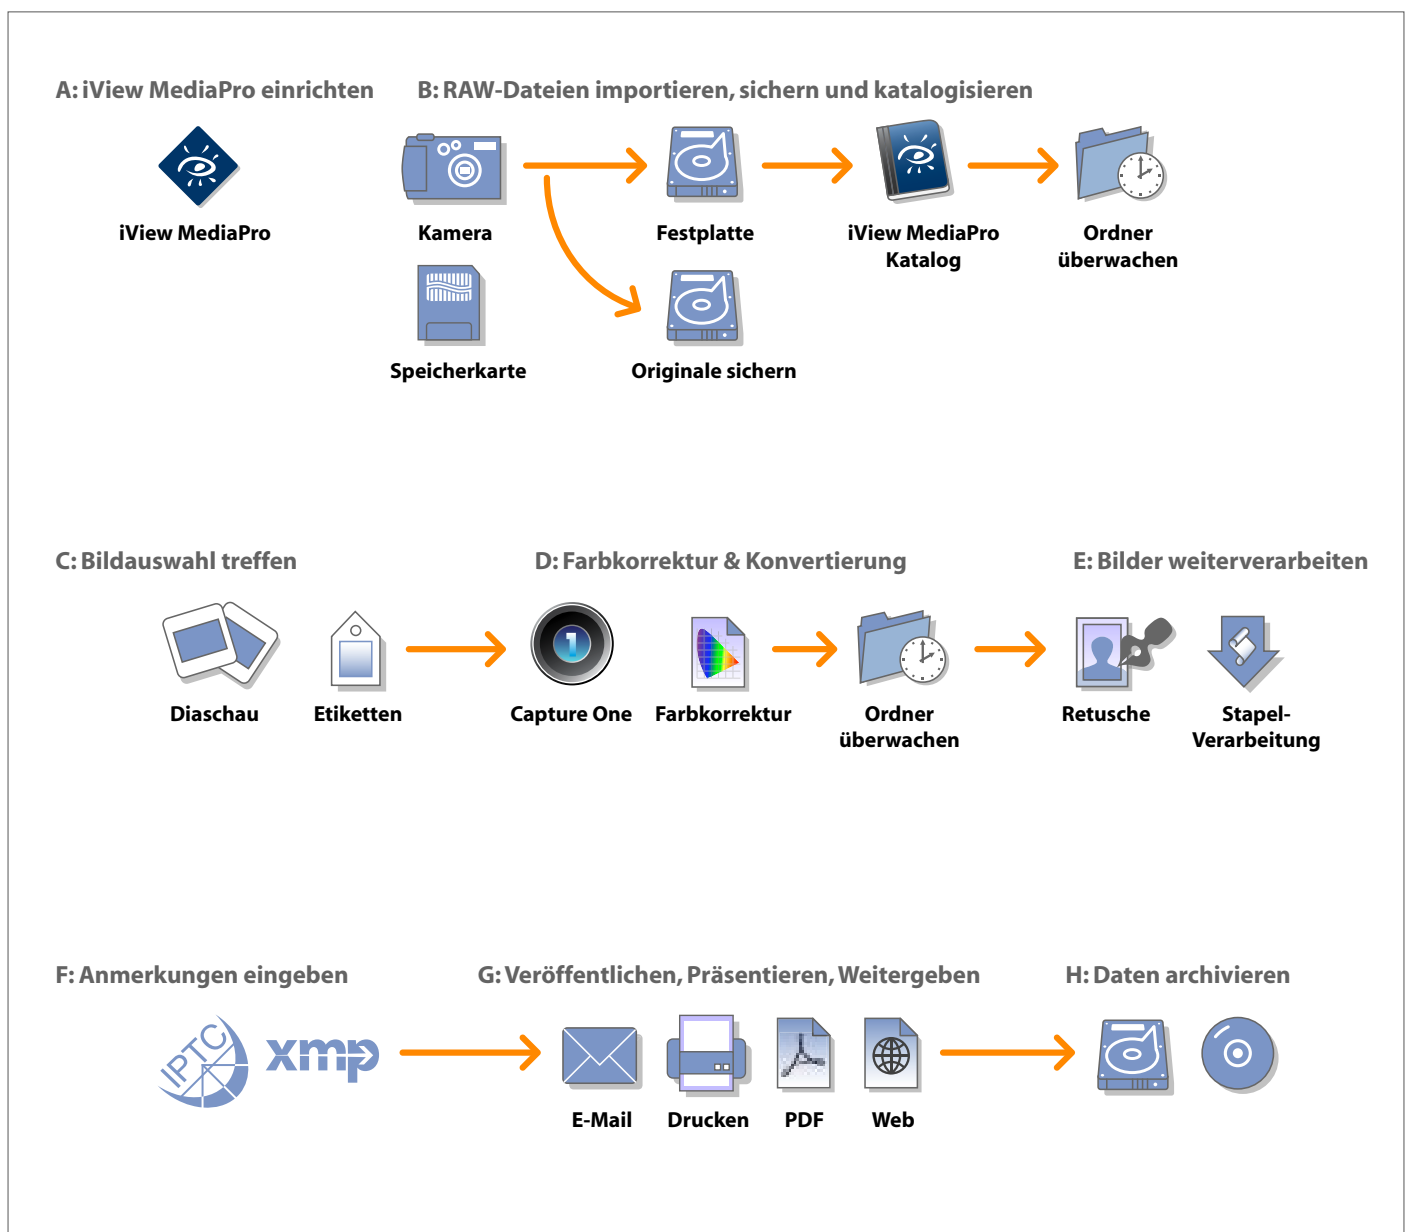 A: iView MediaPro einrichten
B: RAW-Dateien importieren, sichern und katalogisieren
iView MediaPro
Kamera
Festplatte
iView MediaPro
Katalog
Ordner
überwachen
Speicherkarte
Originale sichern
C: Bildauswahl treffen
D: Farbkorrektur & Konvertierung
E: Bilder weiterverarbeiten
1
Diaschau
Etiketten
Capture One
Farbkorrektur
Ordner
überwachen
Retusche
Stapel-
Verarbeitung
F: Anmerkungen eingeben
G: Veröffentlichen, Präsentieren, Weitergeben
H: Daten archivieren
IPTC
xmp
E-Mail
Drucken
PDF
Web